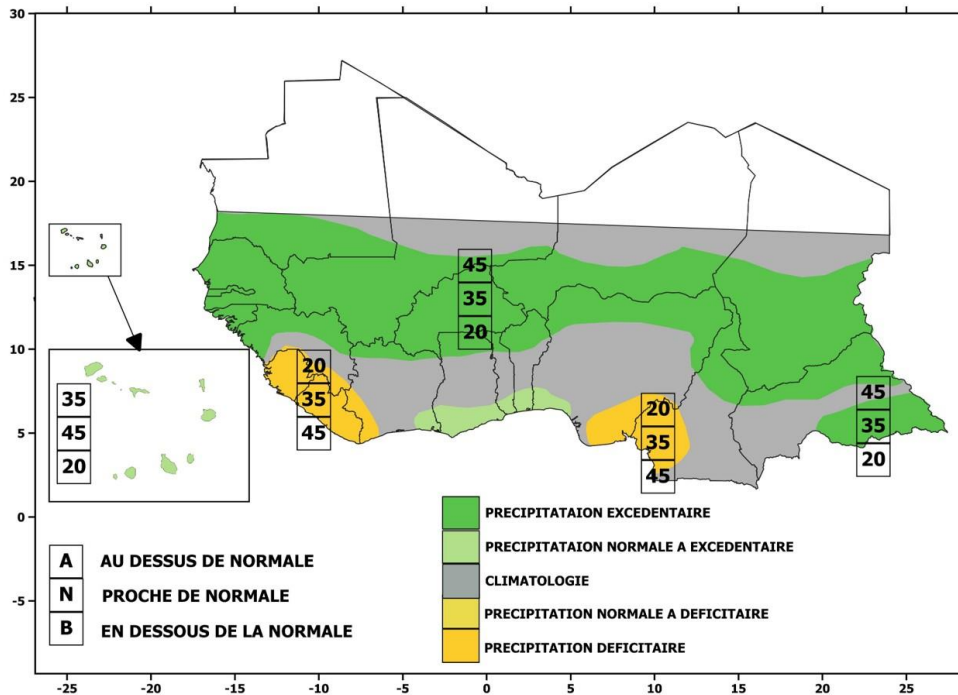 30
25
20
15
10
5
0
-5
45
35
20
20
35
45
20
35
45
45
35
20
35
45
20
A AU DESSUS DE NORMALE
N PROCHE DE NORMALE
B EN DESSOUS DE LA NORMALE
PRECIPITATAION EXCEDENTAIRE
PRECIPITATAION NORMALE A EXCEDENTAIRE
CLIMATOLOGIE
PRECIPITATION NORMALE A DEFICITAIRE
PRECIPITATION DEFICITAIRE
-25 -20 -15 -10 -5 0 5 10 15 20 25